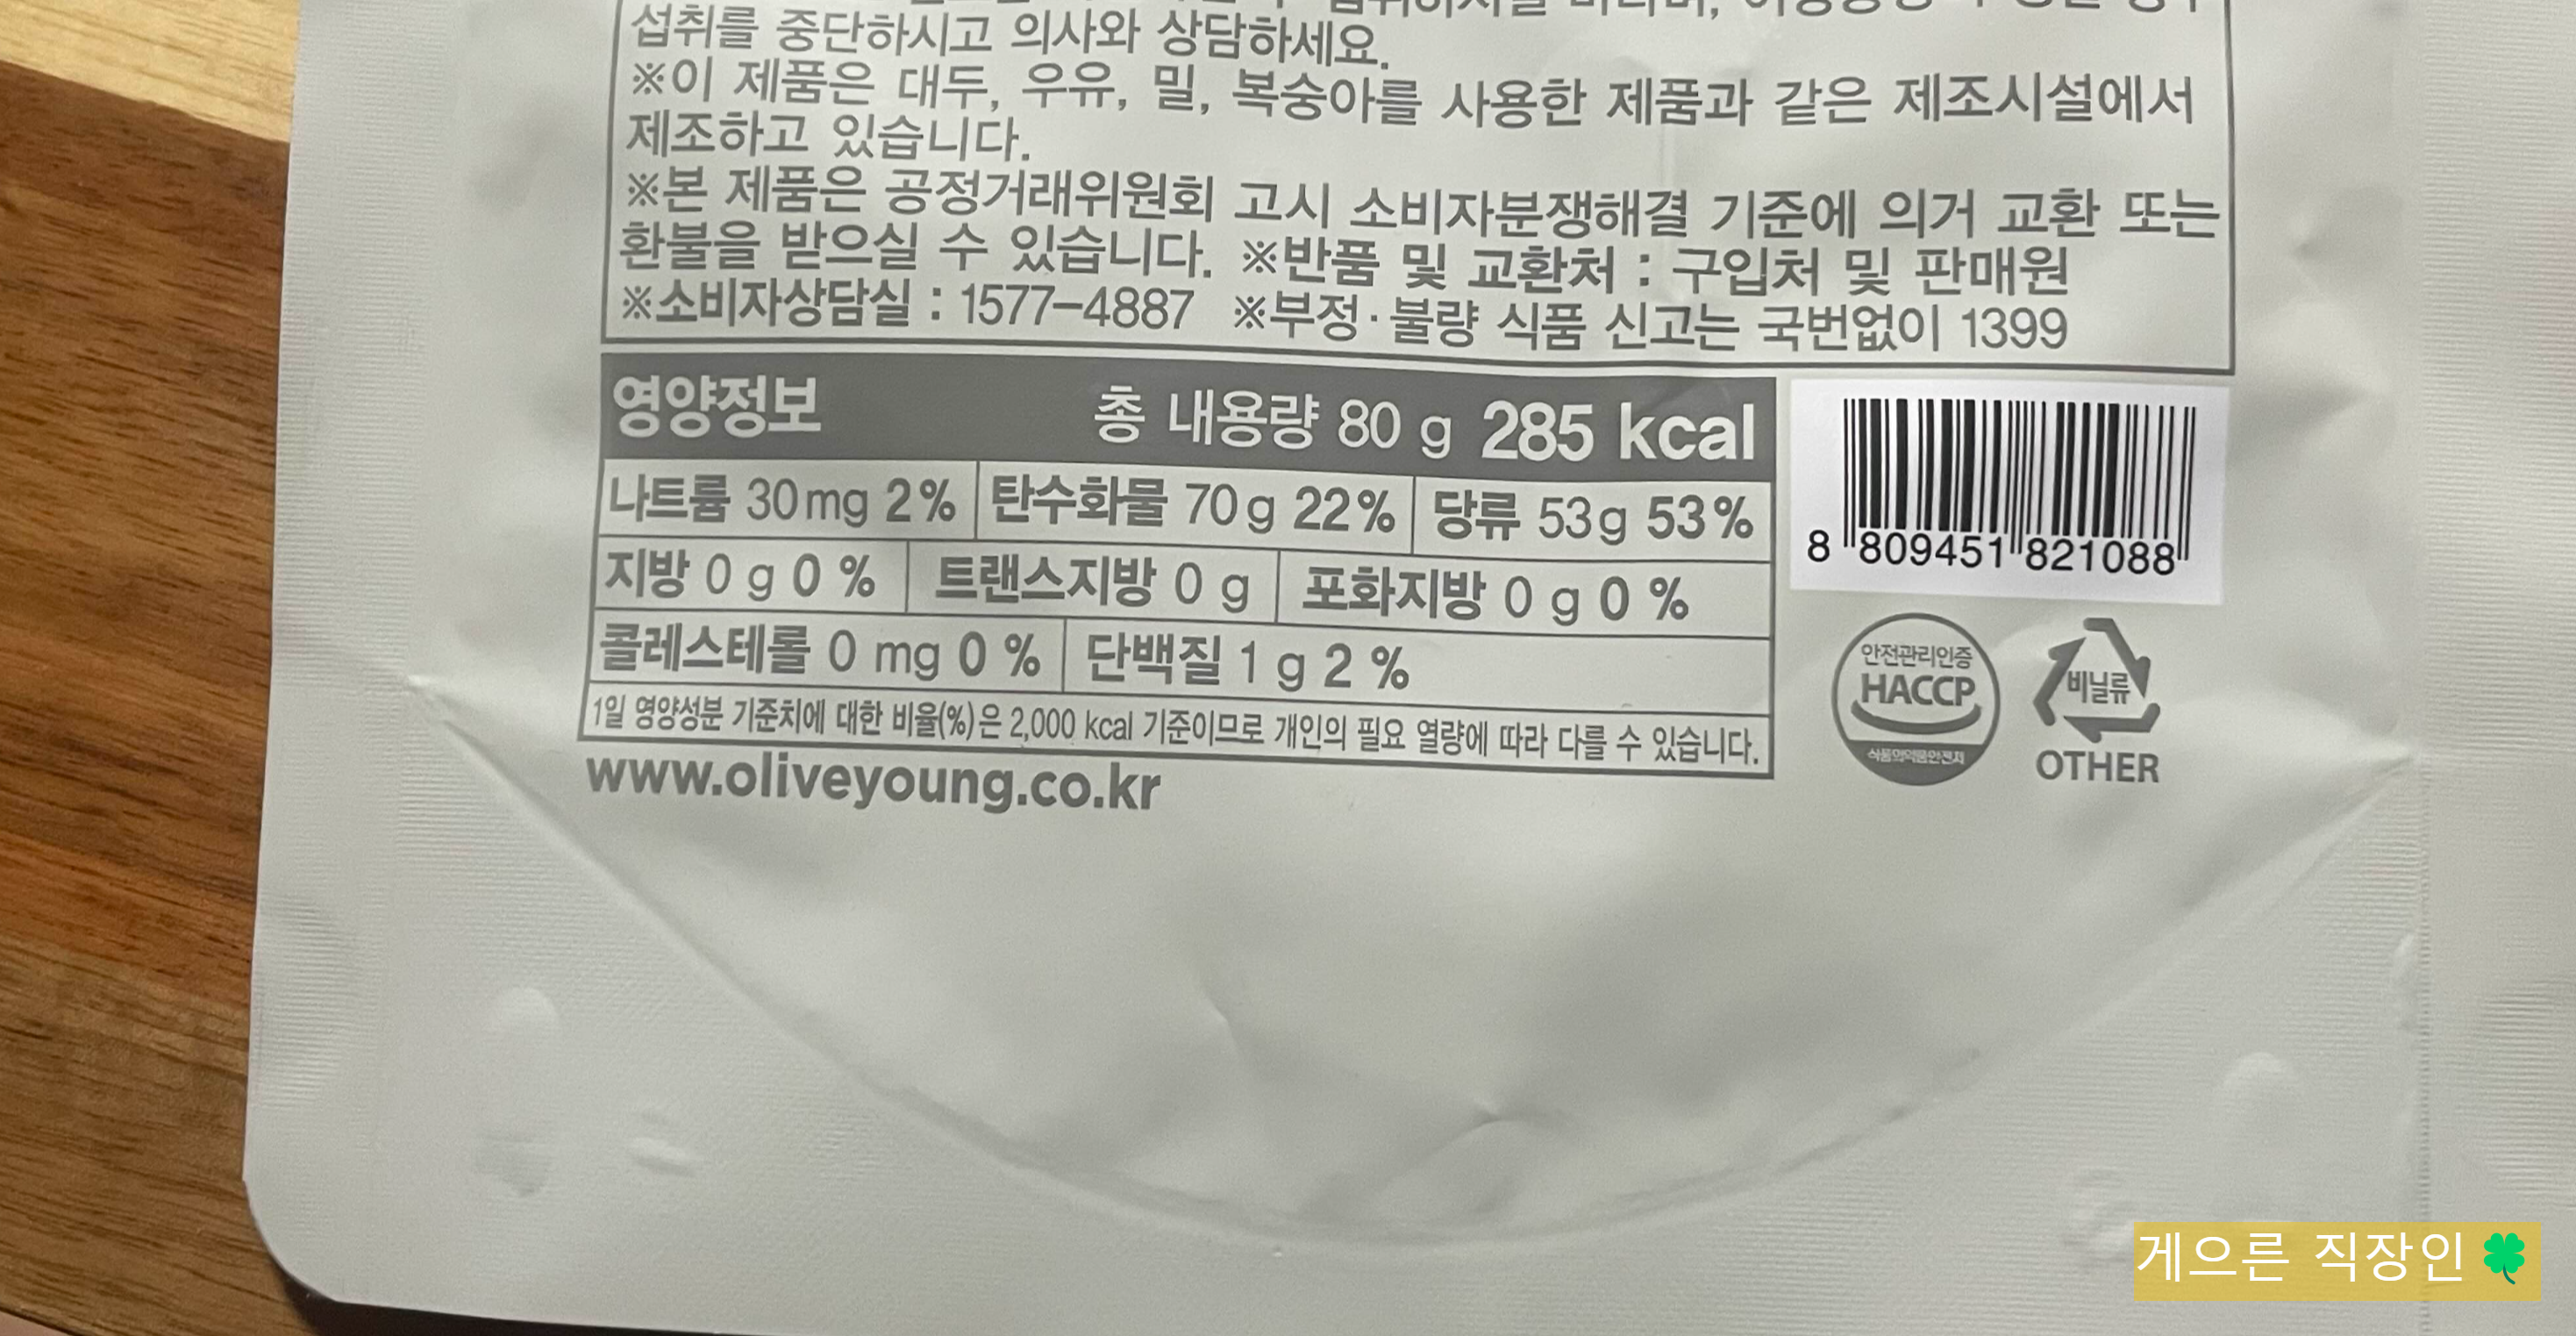 섭취를 중단하시고 의사와 상담하세요.
※이 제품은 대두, 우유, 밀, 복숭아를 사용한 제품과 같은 제조시설에서
제조하고 있습니다.
※본 제품은 공정거래위원회 고시 소비자분쟁해결 기준에 의거 교환 또는
환불을 받으실 수 있습니다. ※반품 및 교환처 : 구입처 및 판매원
※소비자상담실 : 1577-4887 ※부정·불량 식품 신고는 국번없이 1399
영양정보 총 내용량 80 g 285 kcal
나트륨 30mg 2% 탄수화물 70g 22% 당류 53g 53%
지방 0 g 0 % 트랜스지방 0 g 포화지방 0 g 0 %
콜레스테롤 0 mg 0 % 단백질 1 g 2 %
1일 영양성분 기준치에 대한 비율(%)은 2,000 kcal 기준이므로 개인의 필요 열량에 따라 다를 수 있습니다.
www.oliveyoung.co.kr
8 809451 821088
안전관리인증
HACCP
식품의약품안전처
비닐류
OTHER
게으른 직장인🍀